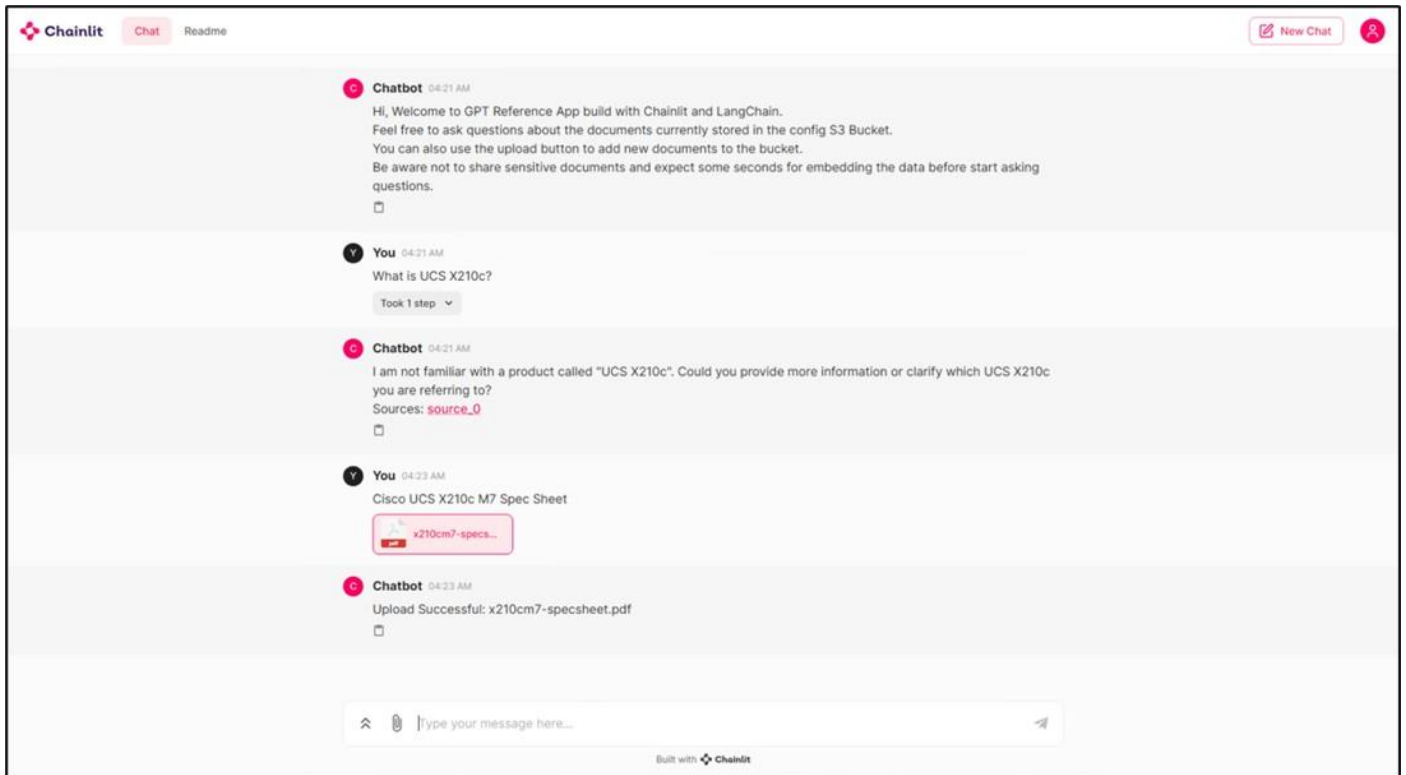 Chainlit
Chat
Readme
New Chat
C
Chatbot 04:21 AM
Hi, Welcome to GPT Reference App build with Chainlit and LangChain.
Feel free to ask questions about the documents currently stored in the config S3 Bucket.
You can also use the upload button to add new documents to the bucket.
Be aware not to share sensitive documents and expect some seconds for embedding the data before start asking
questions.
Y
You 04:21 AM
What is UCS X210c?
Took 1 step
C
Chatbot 04:21 AM
I am not familiar with a product called "UCS X210c". Could you provide more information or clarify which UCS X210c
you are referring to?
Sources: source_0
Y
You 04:23 AM
Cisco UCS X210c M7 Spec Sheet
pdf
x210cm7-specs...
C
Chatbot 04:23 AM
Upload Successful: x210cm7-specsheet.pdf
Type your message here...
Built with Chainlit